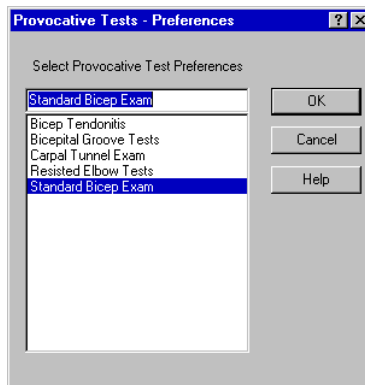 Provocative Tests - Preferences
Select Provocative Test Preferences
Standard Bicep Exam
OK
Bicep Tendonitis
Bicepital Groove Tests
Carpal Tunnel Exam
Resisted Elbow Tests
Standard Bicep Exam
Cancel
Help